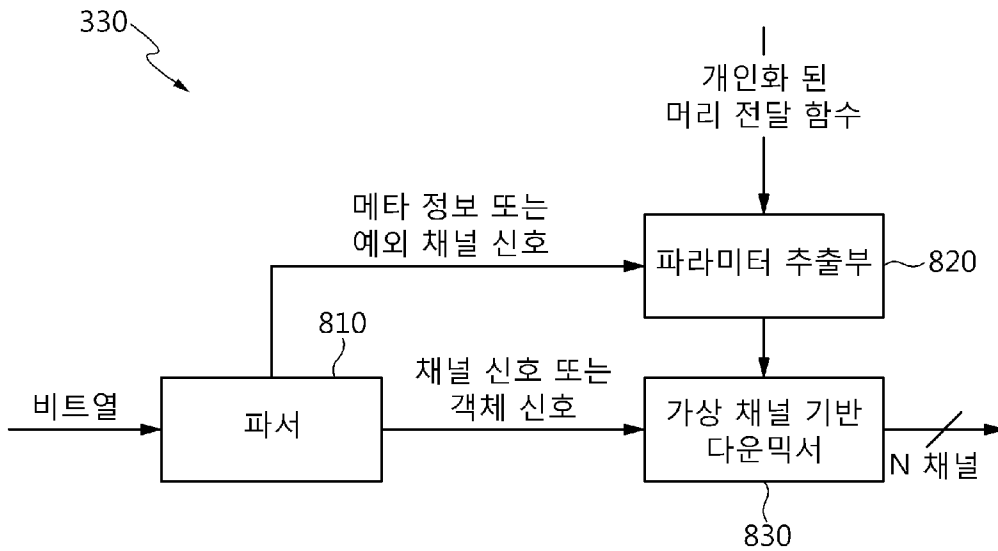 330
개인화 된
머리 전달 함수
메타 정보 또는
예외 채널 신호
파라미터 추출부
820
810
채널 신호 또는
객체 신호
비트열
파서
가상 채널 기반
다운믹서
N 채널
830